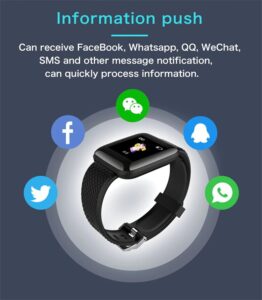 Information push
Can receive FaceBook, Whatsapp, QQ, WeChat,
SMS and other message notification,
can quickly process information.